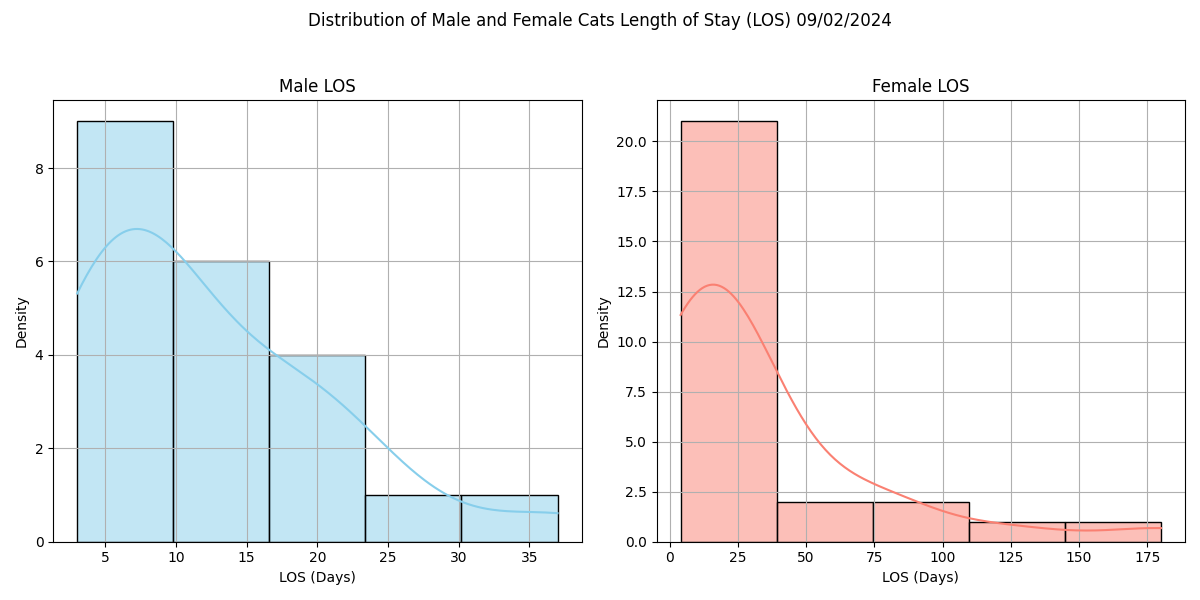 Distribution of Male and Female Cats Length of Stay (LOS) 09/02/2024
Male LOS
Density
8
6
4
2
0
5 10 15 20 25 30 35
LOS (Days)
Female LOS
Density
20.0
17.5
15.0
12.5
10.0
7.5
5.0
2.5
0.0
0 25 50 75 100 125 150 175
LOS (Days)